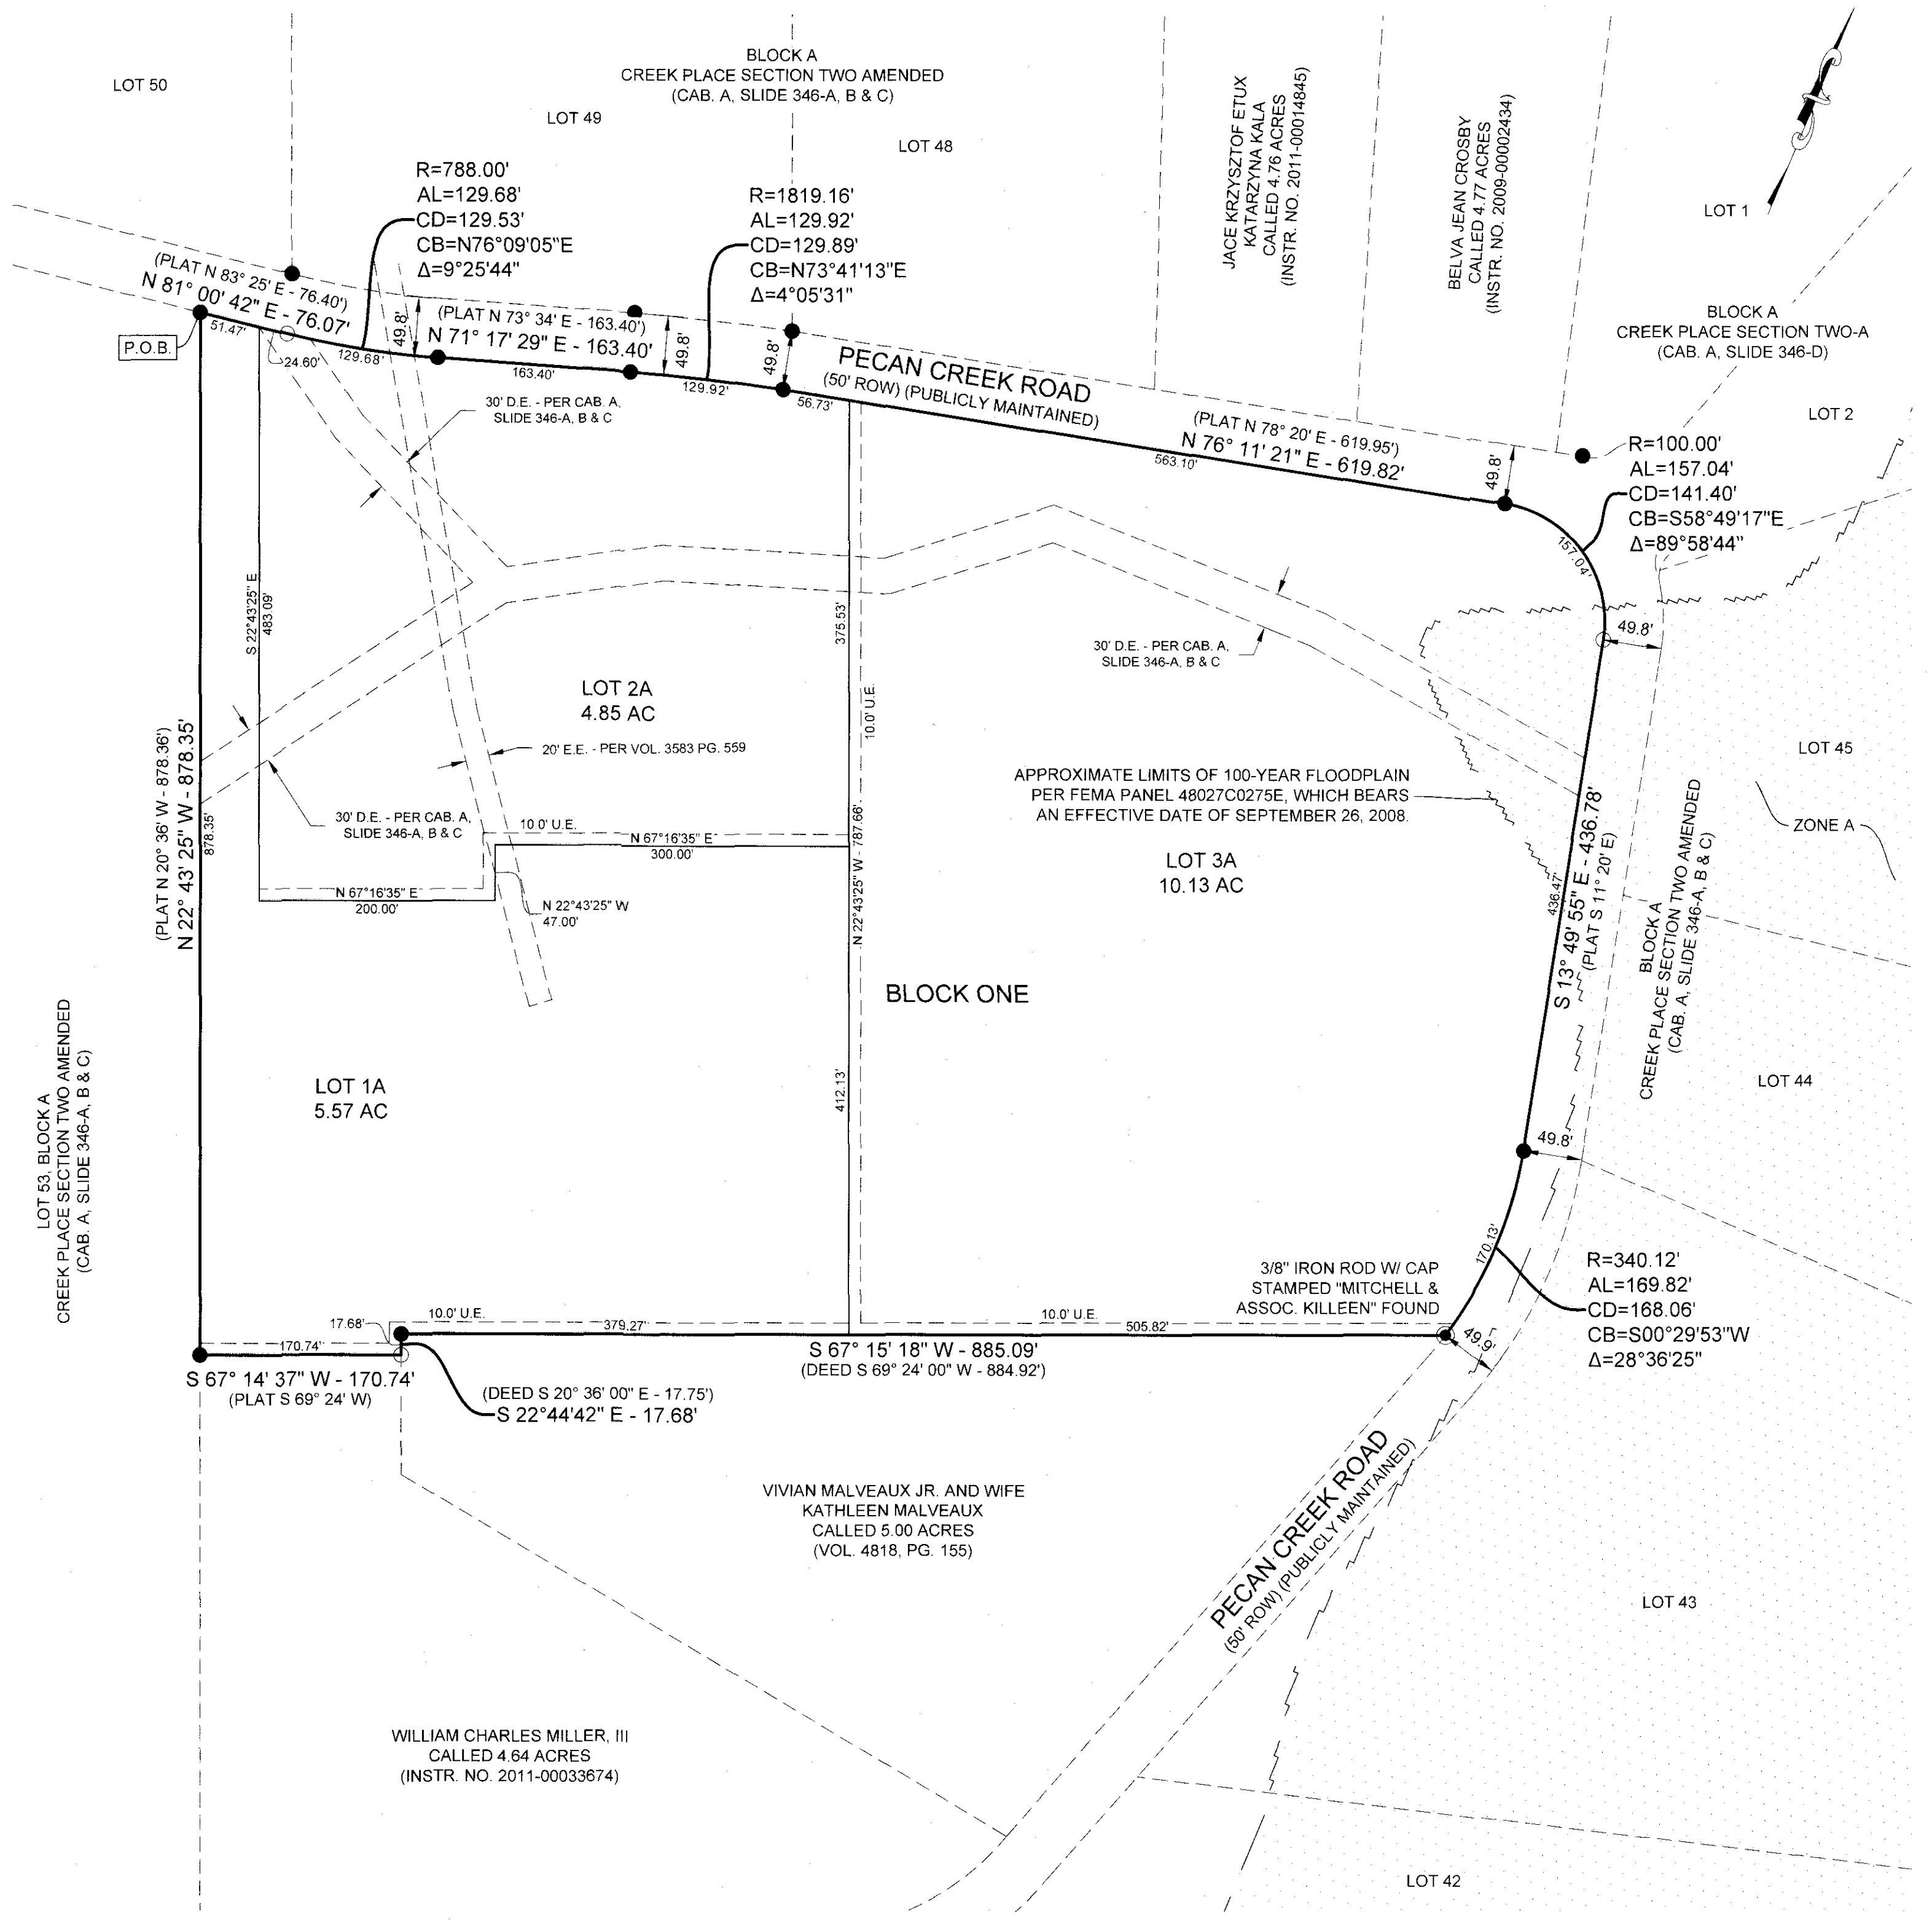 LOT 50
BLOCK A
CREEK PLACE SECTION TWO AMENDED
(CAB. A, SLIDE 346-A, B & C)
LOT 49
LOT 48
JACE KRZYSZTOF ETUX
KATARZYNA KALA
CALLED 4.76 ACRES
(INSTR. NO. 2011-00014845)
BELVA JEAN CROSBY
CALLED 4.77 ACRES
(INSTR. NO. 2009-00002434)
LOT 1
BLOCK A
CREEK PLACE SECTION TWO-A
(CAB. A, SLIDE 346-D)
LOT 2
R=788.00'
AL=129.68'
CD=129.53'
CB=N76°09'05"E
Δ=9°25'44"
R=1819.16'
AL=129.92'
CD=129.89'
CB=N73°41'13"E
Δ=4°05'31"
(PLAT N 83° 25' E - 76.40')
N 81° 00' 42" E - 76.07'
P.O.B.
51.47'
24.60'
129.68'
49.8'
(PLAT N 73° 34' E - 163.40')
N 71° 17' 29" E - 163.40'
163.40'
49.8'
129.92'
49.8'
56.73'
PECAN CREEK ROAD
(50' ROW) (PUBLICLY MAINTAINED)
(PLAT N 78° 20' E - 619.95')
N 76° 11' 21" E - 619.82'
563.10'
49.8'
R=100.00'
AL=157.04'
CD=141.40'
CB=S58°49'17"E
Δ=89°58'44"
157.04'
49.8'
30' D.E. - PER CAB. A,
SLIDE 346-A, B & C
S 22°43'25" E
483.09'
375.53'
10.0' U.E.
30' D.E. - PER CAB. A,
SLIDE 346-A, B & C
LOT 2A
4.85 AC
20' E.E. - PER VOL. 3583 PG. 559
(PLAT N 20° 36' W - 878.36')
N 22° 43' 25" W - 878.35'
878.35'
30' D.E. - PER CAB. A,
SLIDE 346-A, B & C
10.0' U.E.
N 67°16'35" E
300.00'
N 67°16'35" E
200.00'
N 22°43'25" W
47.00'
N 22°43'25" W - 787.66'
APPROXIMATE LIMITS OF 100-YEAR FLOODPLAIN
PER FEMA PANEL 48027C0275E, WHICH BEARS
AN EFFECTIVE DATE OF SEPTEMBER 26, 2008.
LOT 3A
10.13 AC
LOT 45
ZONE A
436.47'
S 13° 49' 55" E - 436.78'
(PLAT S 11° 20' E)
BLOCK A
CREEK PLACE SECTION TWO AMENDED
(CAB. A, SLIDE 346-A, B & C)
BLOCK ONE
LOT 53, BLOCK A
CREEK PLACE SECTION TWO AMENDED
(CAB. A, SLIDE 346-A, B & C)
LOT 1A
5.57 AC
412.13'
LOT 44
49.8'
170.13'
R=340.12'
AL=169.82'
CD=168.06'
CB=S00°29'53"W
Δ=28°36'25"
3/8" IRON ROD W/ CAP
STAMPED "MITCHELL &
ASSOC. KILLEEN" FOUND
49.9'
17.68'
10.0' U.E.
379.27'
10.0' U.E.
505.82'
170.74'
S 67° 14' 37" W - 170.74'
(PLAT S 69° 24' W)
S 67° 15' 18" W - 885.09'
(DEED S 69° 24' 00" W - 884.92')
(DEED S 20° 36' 00" E - 17.75')
S 22°44'42" E - 17.68'
VIVIAN MALVEAUX JR. AND WIFE
KATHLEEN MALVEAUX
CALLED 5.00 ACRES
(VOL. 4818, PG. 155)
PECAN CREEK ROAD
(50' ROW) (PUBLICLY MAINTAINED)
LOT 43
WILLIAM CHARLES MILLER, III
CALLED 4.64 ACRES
(INSTR. NO. 2011-00033674)
LOT 42